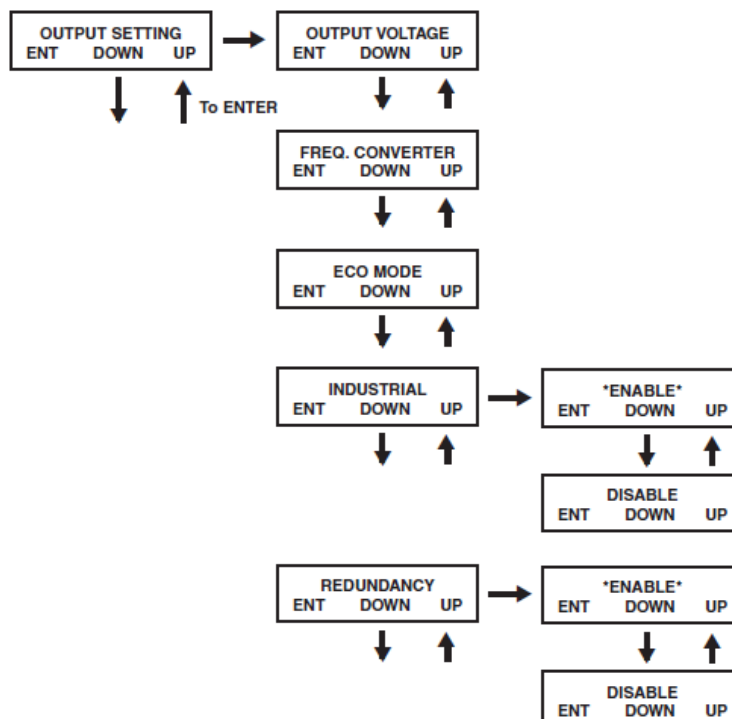 OUTPUT SETTING
ENT DOWN UP
To ENTER
OUTPUT VOLTAGE
ENT DOWN UP
FREQ. CONVERTER
ENT DOWN UP
ECO MODE
ENT DOWN UP
INDUSTRIAL
ENT DOWN UP
*ENABLE*
ENT DOWN UP
DISABLE
ENT DOWN UP
REDUNDANCY
ENT DOWN UP
*ENABLE*
ENT DOWN UP
DISABLE
ENT DOWN UP